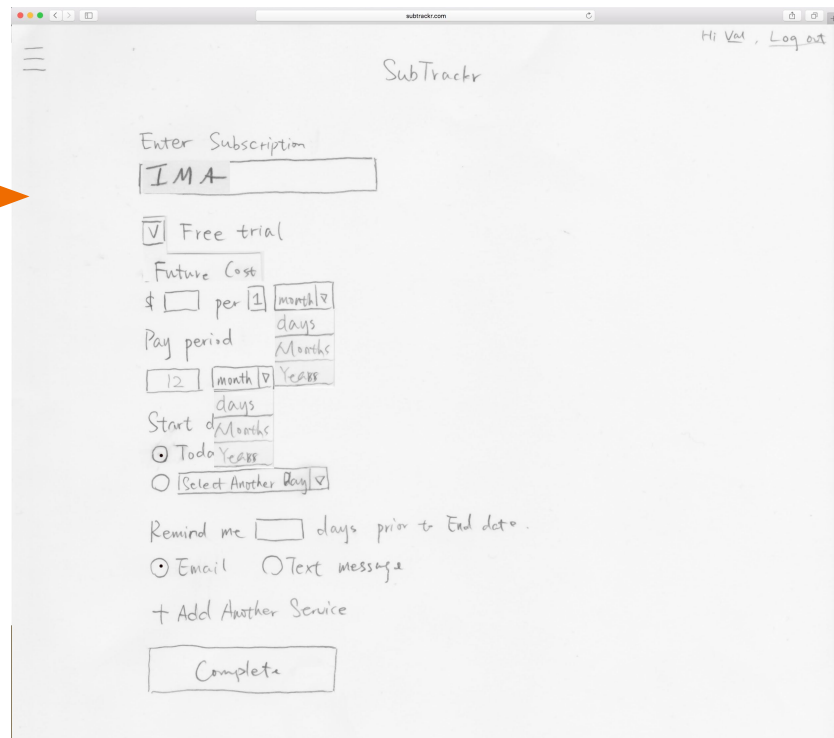 subtrackr.com
Hi Val, Log out
SubTrackr
Enter Subscription
IMA
V Free trial
Future Cost
$ per 1 month
days
Months
Years
Pay period
12 month
days
Months
Years
Start d
Toda
Select Another Day
Remind me days prior to End date.
Email Text message
+ Add Another Service
Complete